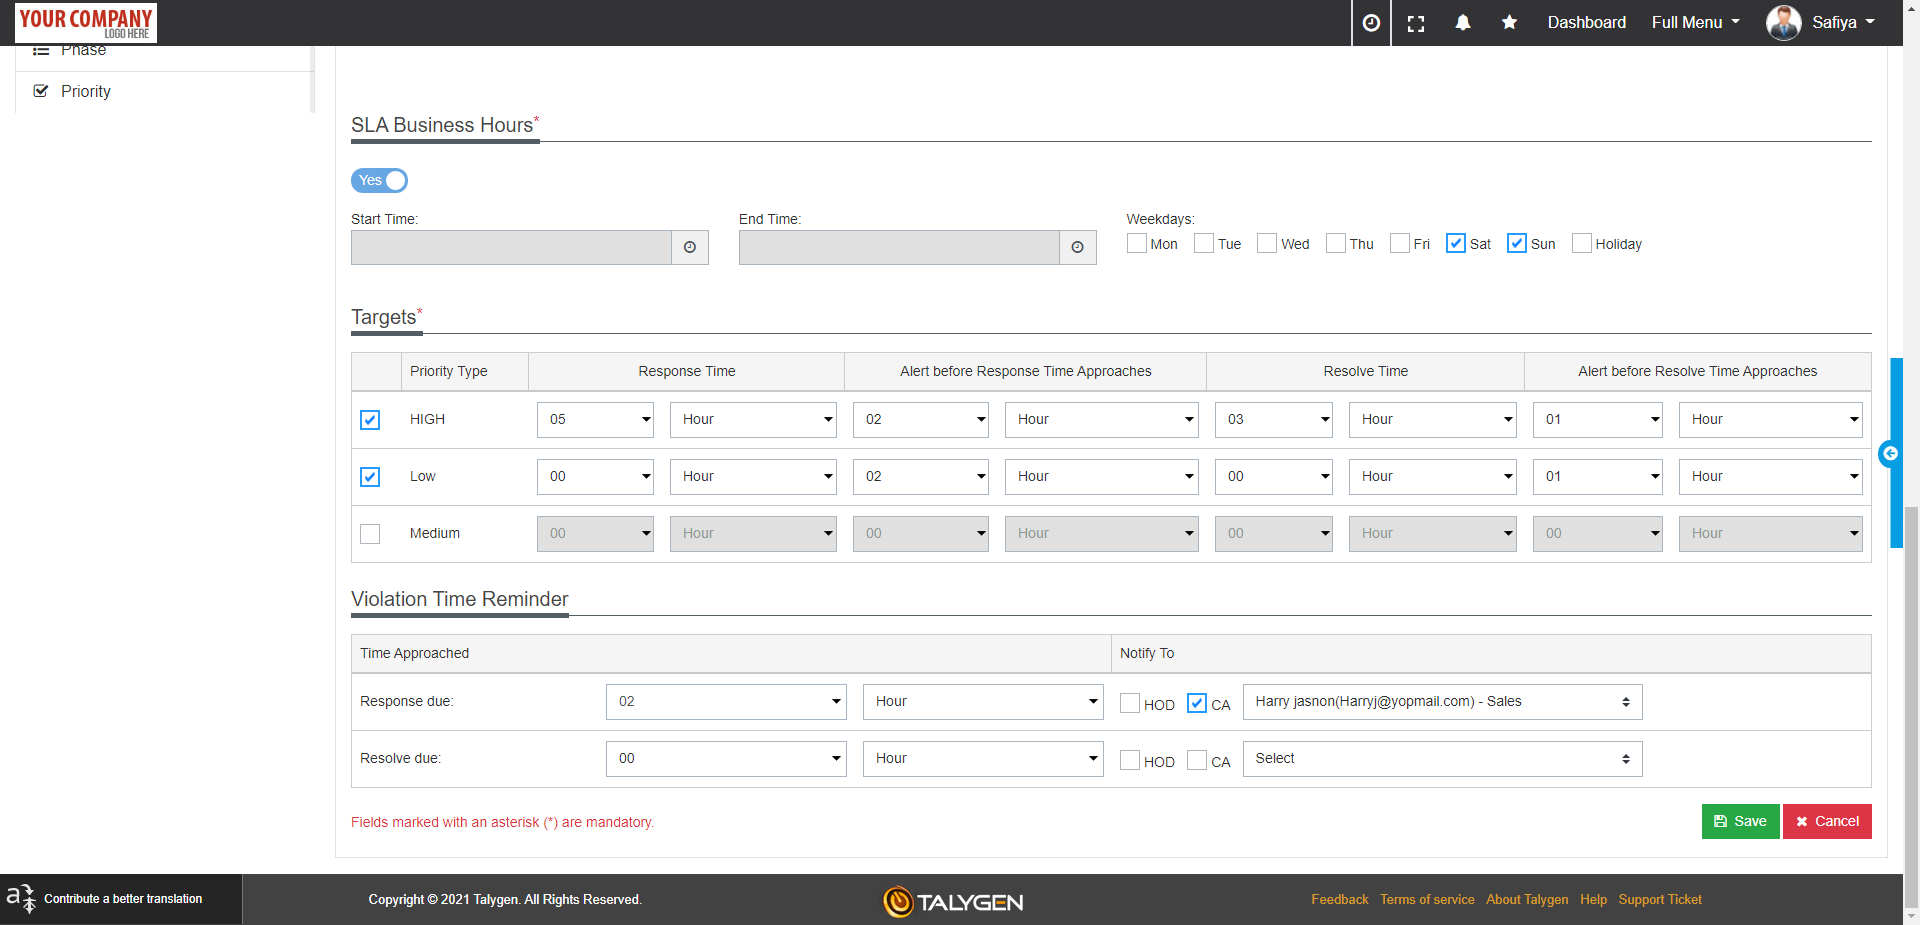 YOUR COMPANY
LOGO HERE
Dashboard
Full Menu
Safiya
Phase
Priority
SLA Business Hours*
Yes
Start Time:
End Time:
Weekdays:
Mon Tue Wed Thu Fri Sat Sun Holiday
Targets*
Priority Type Response Time Alert before Response Time Approaches Resolve Time Alert before Resolve Time Approaches
HIGH 05 Hour 02 Hour 03 Hour 01 Hour
Low 00 Hour 02 Hour 00 Hour 01 Hour
Medium 00 Hour 00 Hour 00 Hour 00 Hour
Violation Time Reminder
Time Approached Notify To
Response due: 02 Hour HOD CA Harry jasnon(Harryj@yopmail.com) - Sales
Resolve due: 00 Hour HOD CA Select
Fields marked with an asterisk (*) are mandatory.
Save Cancel
a Contribute a better translation
Copyright © 2021 Talygen. All Rights Reserved.
TALYGEN
Feedback Terms of service About Talygen Help Support Ticket